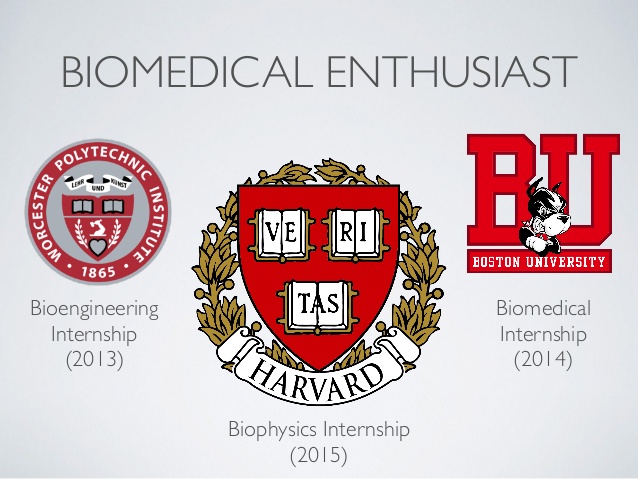 BIOMEDICAL ENTHUSIAST
WORCESTER POLYTECHNIC INSTITUTE
LEHR UND KUNST
• 1865 •
Bioengineering
Internship
(2013)
VE RI
TAS
HARVARD
Biophysics Internship
(2015)
BU
BOSTON UNIVERSITY
Biomedical
Internship
(2014)